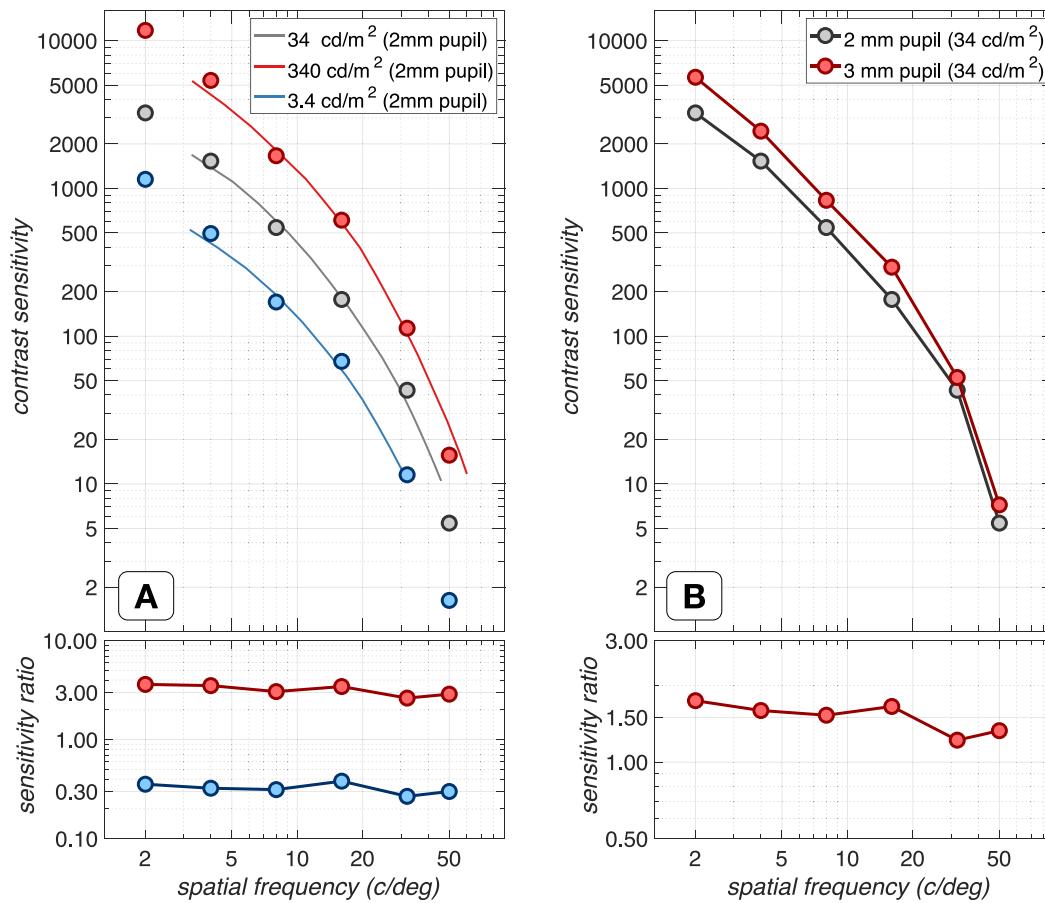 10000
5000
2000
1000
500
200
100
50
20
10
5
2
contrast sensitivity
34 cd/m² (2mm pupil)
340 cd/m² (2mm pupil)
3.4 cd/m² (2mm pupil)
A
10.00
3.00
1.00
0.30
0.10
sensitivity ratio
2 5 10 20 50
spatial frequency (c/deg)
10000
5000
2000
1000
500
200
100
50
20
10
5
2
contrast sensitivity
2 mm pupil (34 cd/m²)
3 mm pupil (34 cd/m²)
B
3.00
1.50
1.00
0.50
sensitivity ratio
2 5 10 20 50
spatial frequency (c/deg)